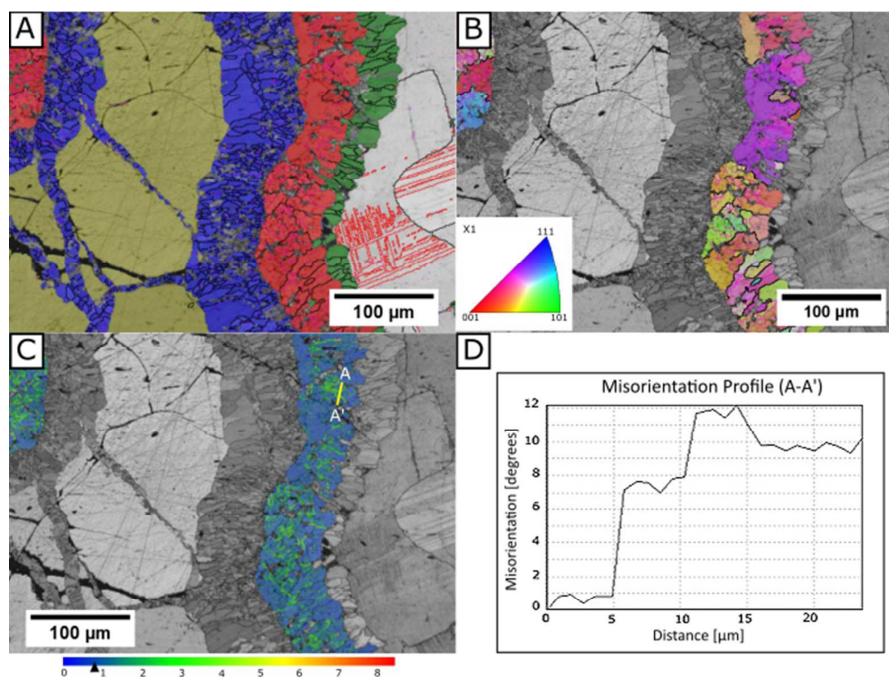 A
100 µm
B
X1
111
001
101
100 µm
C
A
A'
100 µm
0 1 2 3 4 5 6 7 8
D
Misorientation Profile (A-A')
Misorientation [degrees]
12
10
8
6
4
2
0
0 5 10 15 20
Distance [µm]